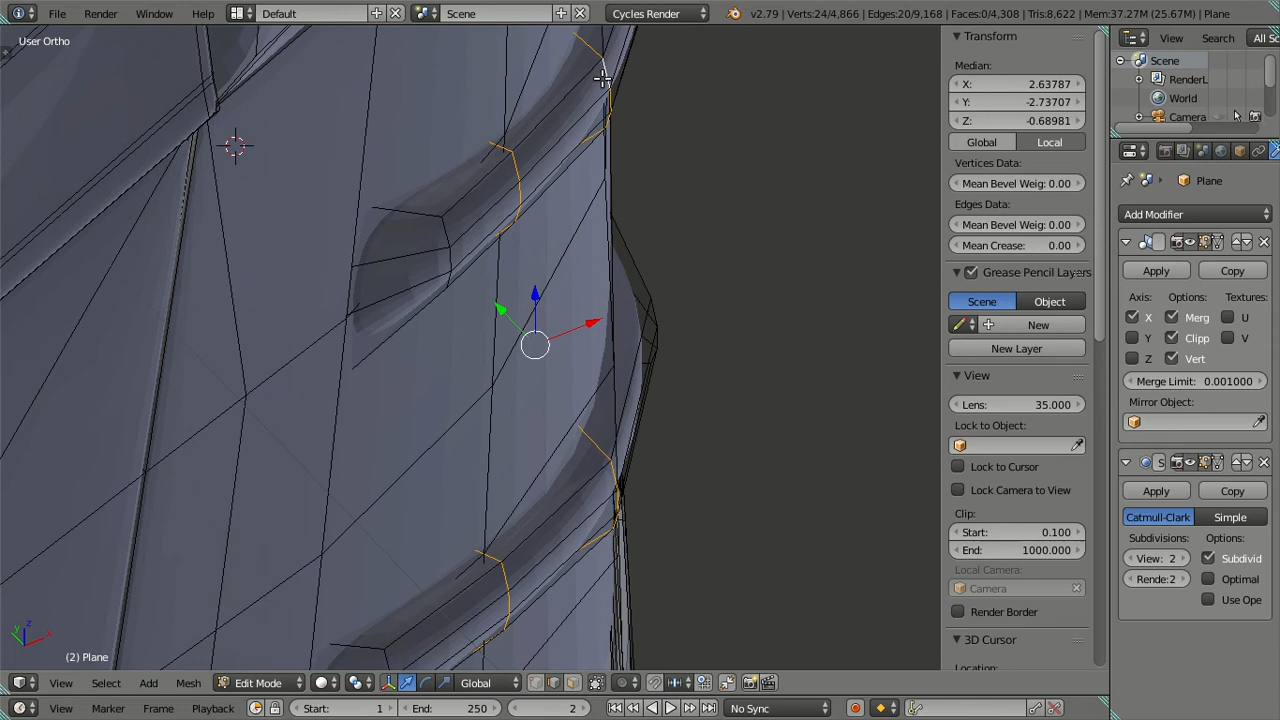 File Render Window Help Default Scene Cycles Render v2.79 | Verts:24/4,866 | Edges:20/9,168 | Faces:0/4,308 | Tris:8,622 | Mem:37.27M (25.67M) | Plane
User Ortho
Transform
Median:
X: 2.63787
Y: -2.73707
Z: -0.68981
Global Local
Vertices Data:
Mean Bevel Weig: 0.00
Edges Data:
Mean Bevel Weig: 0.00
Mean Crease: 0.00
Grease Pencil Layers
Scene Object
New
New Layer
View
Lens: 35.000
Lock to Object:
Lock to Cursor
Lock Camera to View
Clip:
Start: 0.100
End: 1000.000
Local Camera:
Camera
Render Border
3D Cursor
Location:
View Search All Sc
Scene
RenderL
World
Camera
Plane
Add Modifier
Apply Copy
Axis: Options: Textures:
X Merg U
Y Clipp V
Z Vert
Merge Limit: 0.001000
Mirror Object:
S
Apply Copy
Catmull-Clark Simple
Subdivisions: Options:
View: 2 Subdivid
Rende:2 Optimal
Use Ope
z
y
x
(2) Plane
View Select Add Mesh Edit Mode Global
View Marker Frame Playback Start: 1 End: 250 2 No Sync